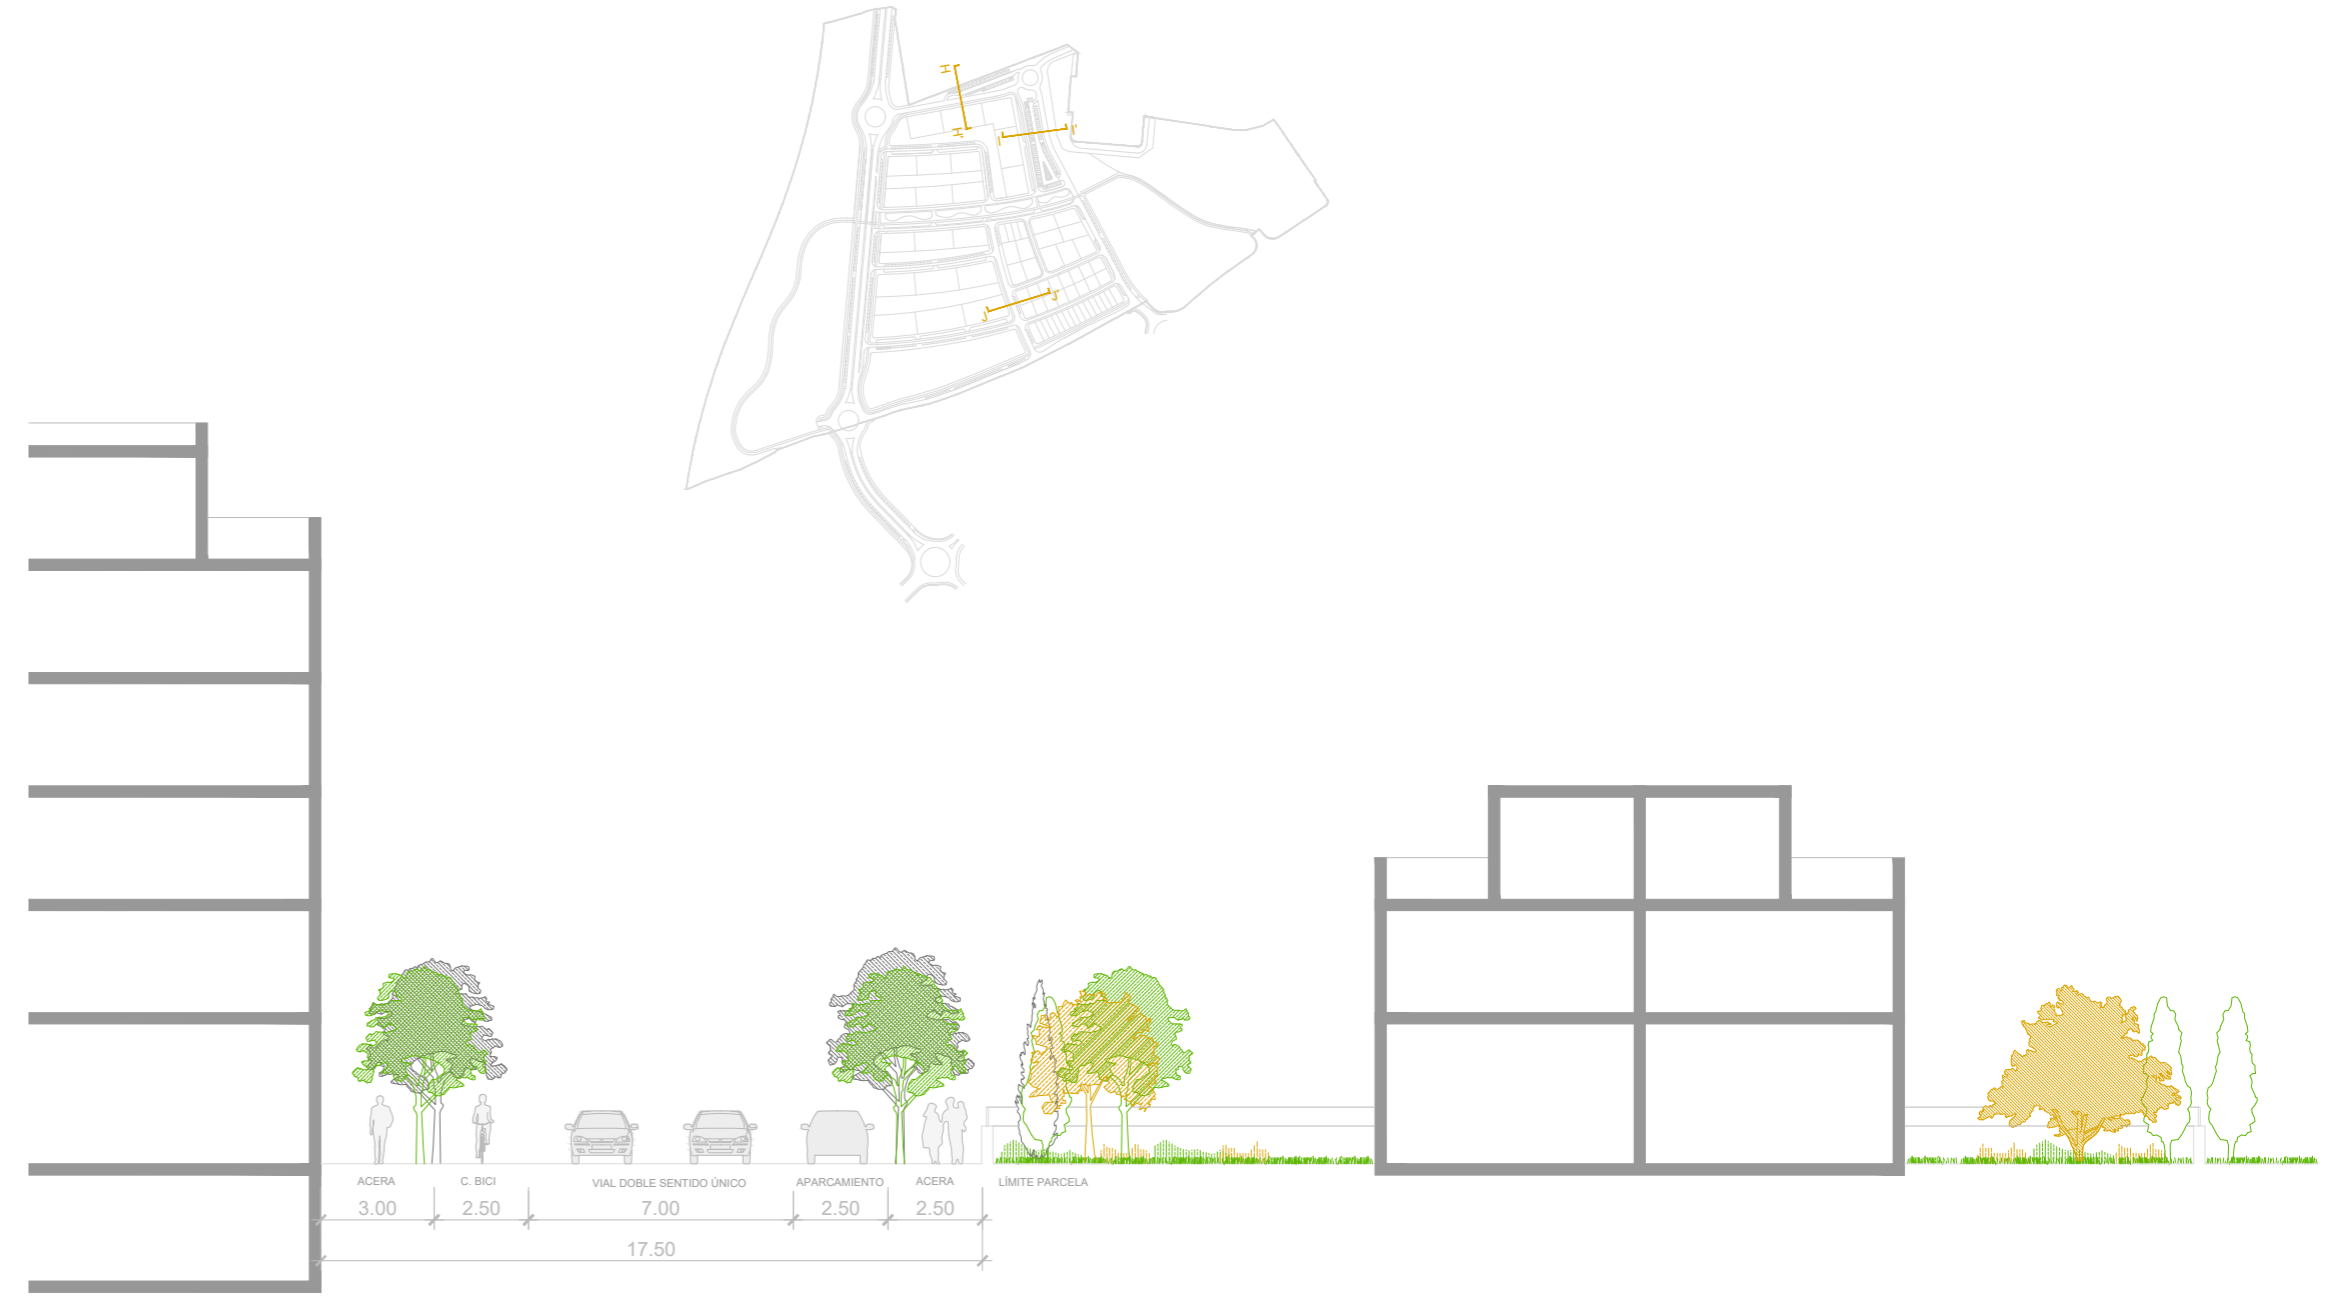 H
H'
I
I'
J
J'
ACERA
C. BICI
VIAL DOBLE SENTIDO ÚNICO
APARCAMIENTO
ACERA
LÍMITE PARCELA
3.00
2.50
7.00
2.50
2.50
17.50